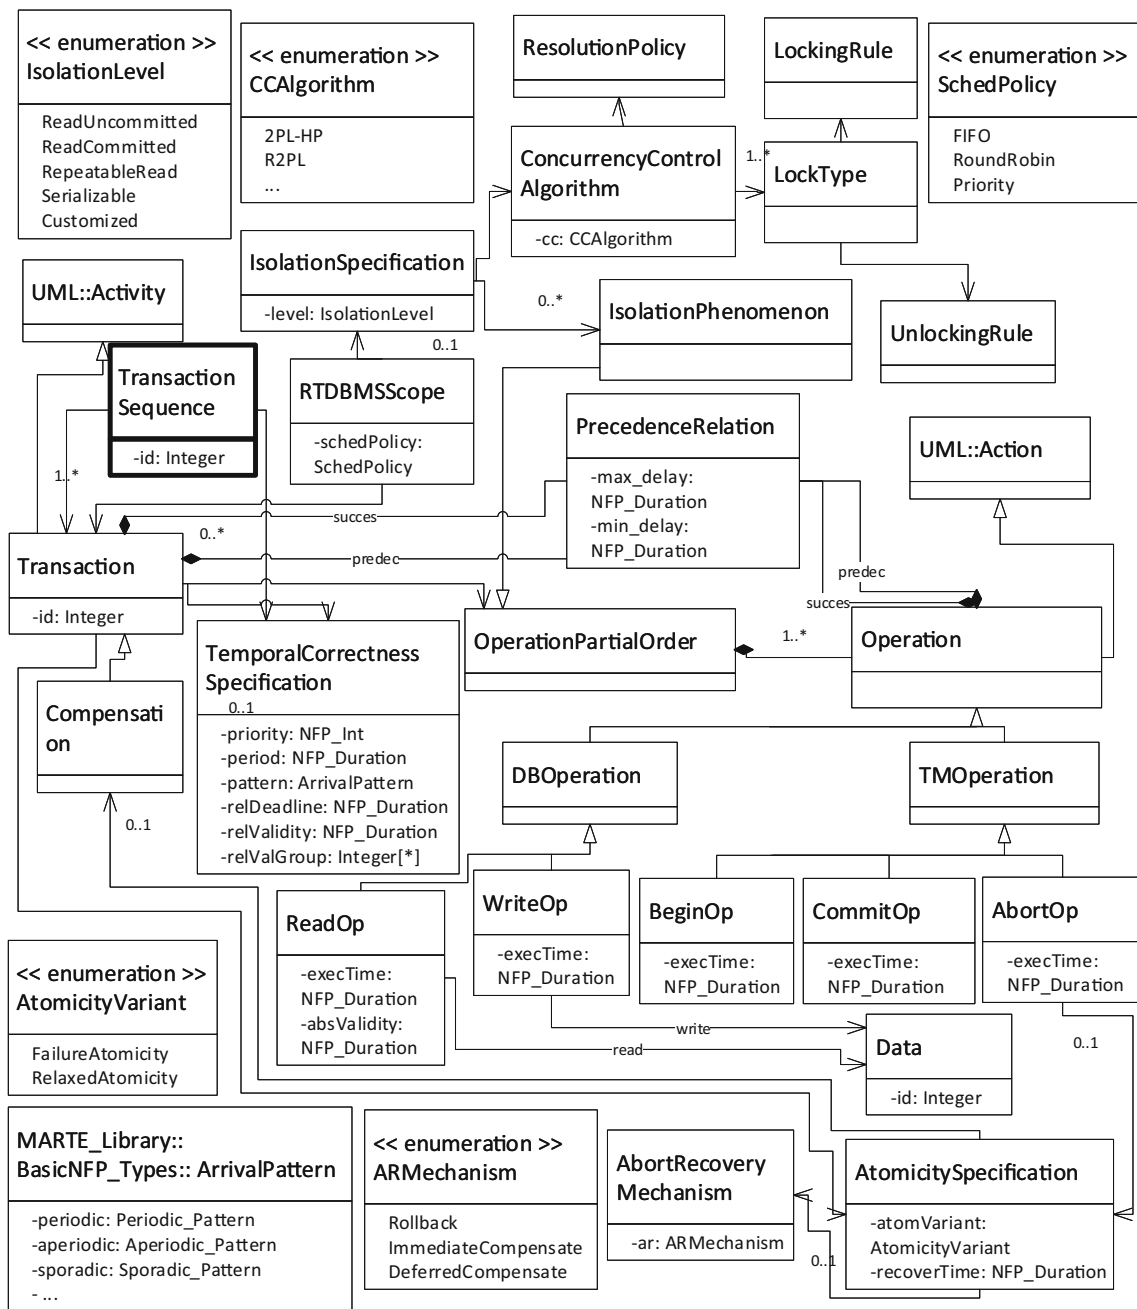 << enumeration >>
IsolationLevel
ReadUncommitted
ReadCommitted
RepeatableRead
Serializable
Customized
<< enumeration >>
CCAlgorithm
2PL-HP
R2PL
...
ResolutionPolicy
LockingRule
<< enumeration >>
SchedPolicy
FIFO
RoundRobin
Priority
ConcurrencyControl
Algorithm
-cc: CCAlgorithm
1..*
LockType
UML::Activity
IsolationSpecification
-level: IsolationLevel
0..*
0..1
IsolationPhenomenon
UnlockingRule
Transaction
Sequence
-id: Integer
1..*
RTDBMSScope
-schedPolicy:
SchedPolicy
PrecedenceRelation
-max_delay:
NFP_Duration
-min_delay:
NFP_Duration
UML::Action
succes
0..*
predec
predec
succes
Transaction
-id: Integer
TemporalCorrectness
Specification
0..1
-priority: NFP_Int
-period: NFP_Duration
-pattern: ArrivalPattern
-relDeadline: NFP_Duration
-relValidity: NFP_Duration
-relValGroup: Integer[*]
OperationPartialOrder
1..*
Operation
Compensati
on
0..1
DBOperation
TMOperation
ReadOp
-execTime:
NFP_Duration
-absValidity:
NFP_Duration
WriteOp
-execTime:
NFP_Duration
BeginOp
-execTime:
NFP_Duration
CommitOp
-execTime:
NFP_Duration
AbortOp
-execTime:
NFP_Duration
<< enumeration >>
AtomicityVariant
FailureAtomicity
RelaxedAtomicity
write
read
0..1
Data
-id: Integer
MARTE_Library::
BasicNFP_Types:: ArrivalPattern
-periodic: Periodic_Pattern
-aperiodic: Aperiodic_Pattern
-sporadic: Sporadic_Pattern
- ...
<< enumeration >>
ARMechanism
Rollback
ImmediateCompensate
DeferredCompensate
AbortRecovery
Mechanism
-ar: ARMechanism
0..1
AtomicitySpecification
-atomVariant:
AtomicityVariant
-recoverTime: NFP_Duration